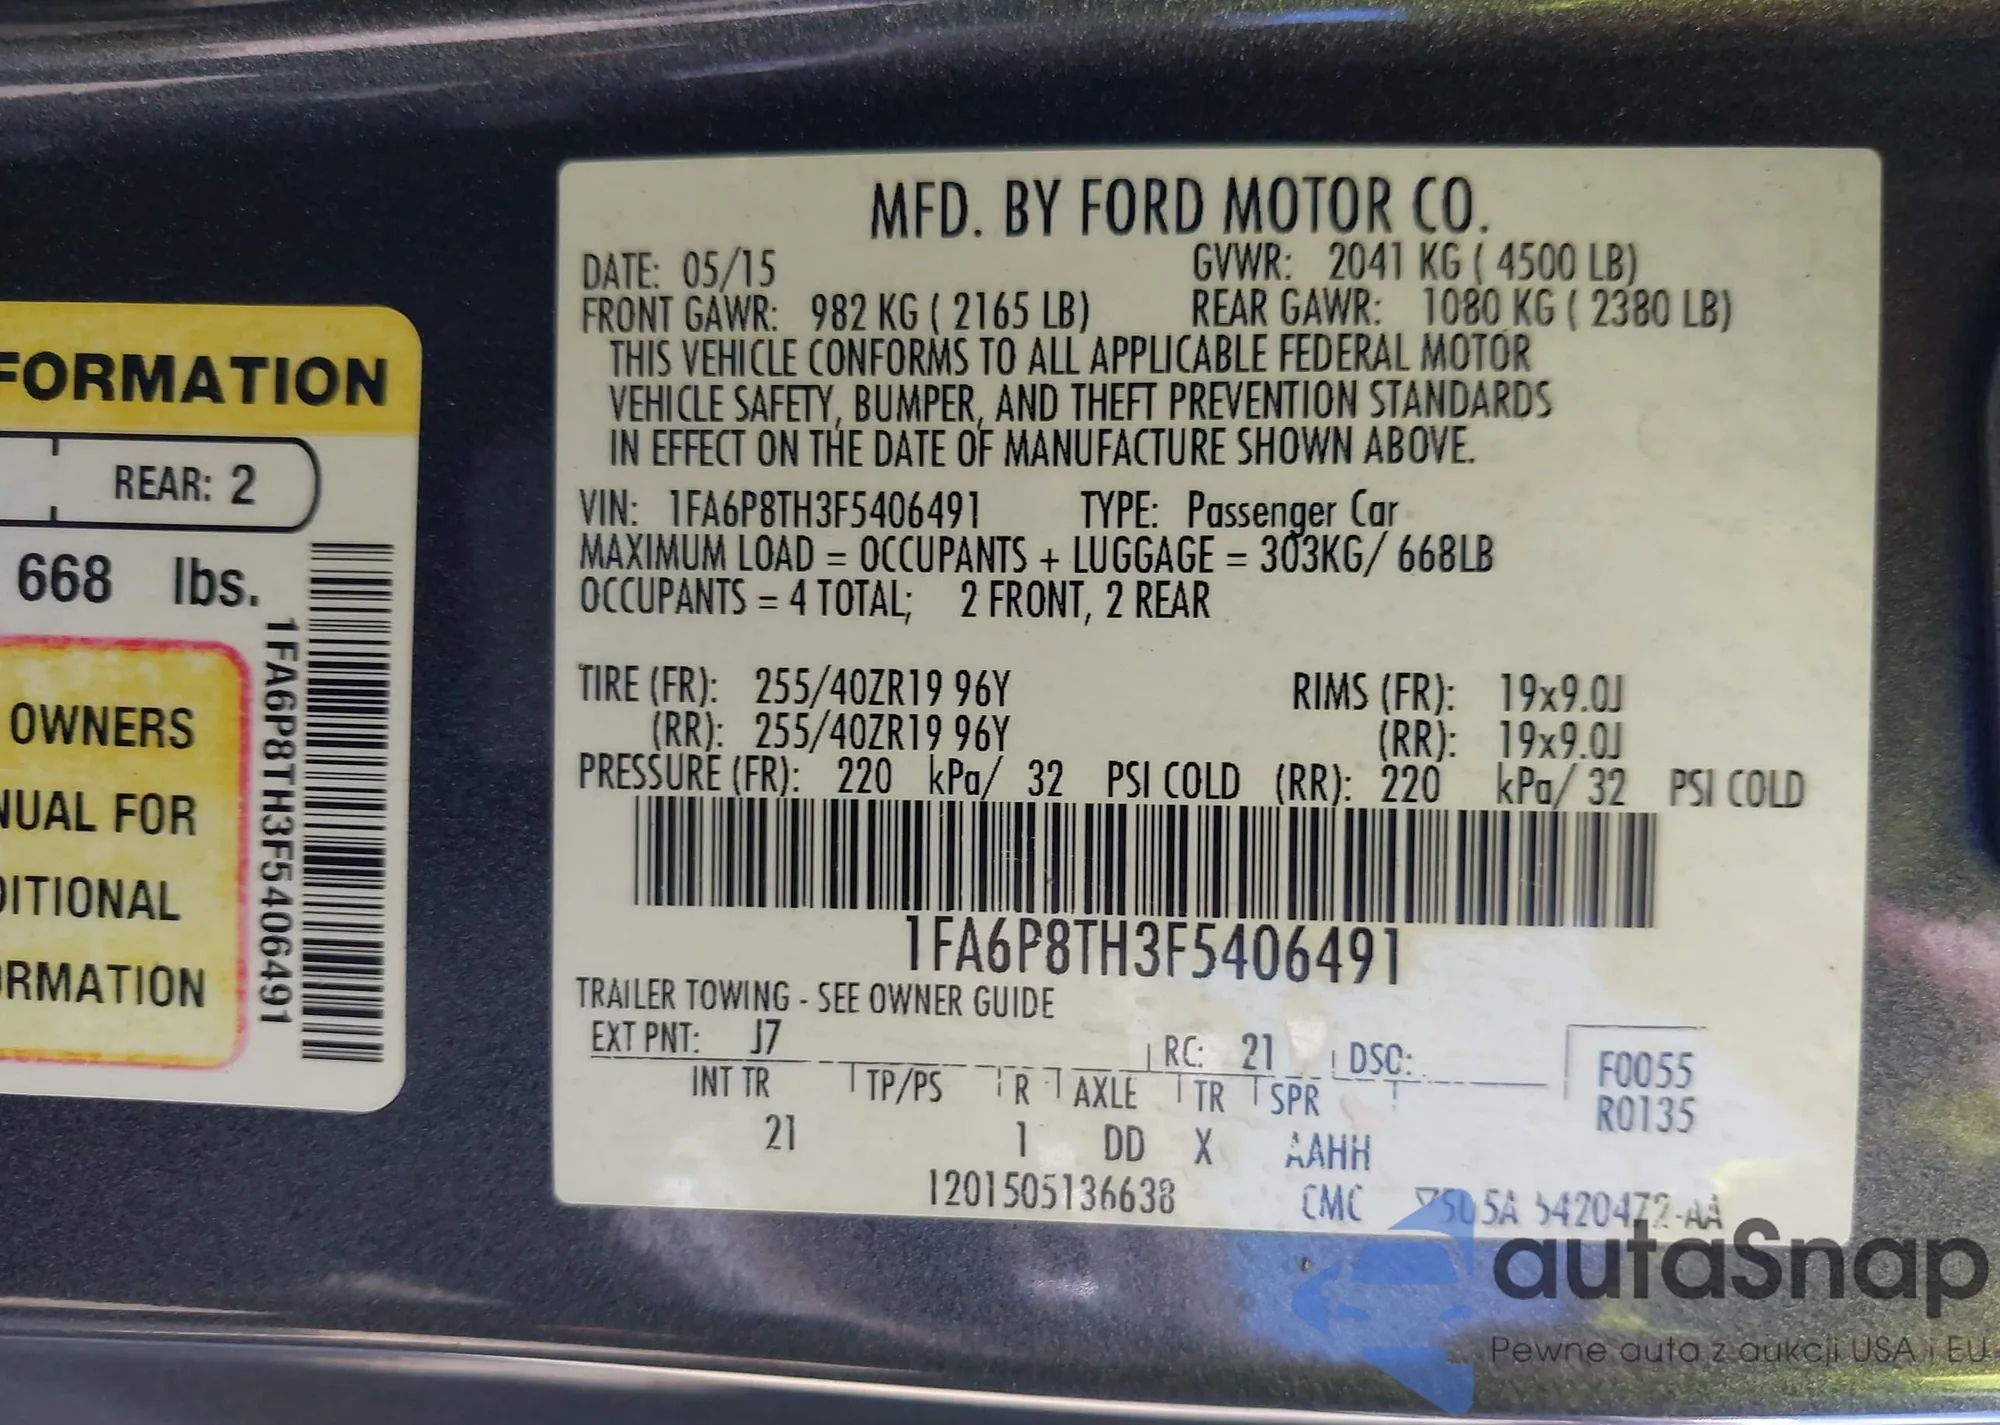 FORMATION
REAR: 2
668 lbs.
OWNERS
NUAL FOR
DITIONAL
RMATION
1FA6P8TH3F5406491
MFD. BY FORD MOTOR CO.
DATE: 05/15 GVWR: 2041 KG ( 4500 LB)
FRONT GAWR: 982 KG ( 2165 LB) REAR GAWR: 1080 KG ( 2380 LB)
THIS VEHICLE CONFORMS TO ALL APPLICABLE FEDERAL MOTOR
VEHICLE SAFETY, BUMPER, AND THEFT PREVENTION STANDARDS
IN EFFECT ON THE DATE OF MANUFACTURE SHOWN ABOVE.
VIN: 1FA6P8TH3F5406491 TYPE: Passenger Car
MAXIMUM LOAD = OCCUPANTS + LUGGAGE = 303KG/ 668LB
OCCUPANTS = 4 TOTAL; 2 FRONT, 2 REAR
TIRE (FR): 255/40ZR19 96Y RIMS (FR): 19x9.0J
(RR): 255/40ZR19 96Y (RR): 19x9.0J
PRESSURE (FR): 220 kPa/ 32 PSI COLD (RR): 220 kPa/ 32 PSI COLD
1FA6P8TH3F5406491
TRAILER TOWING - SEE OWNER GUIDE
EXT PNT: J7 RC: 21 DSO: F0055
INT TR TP/PS R AXLE TR SPR R0135
21 1 DD X AAHH
1201505136638 CMC
autaSnap
Pewne auta z aukcji USA i EU